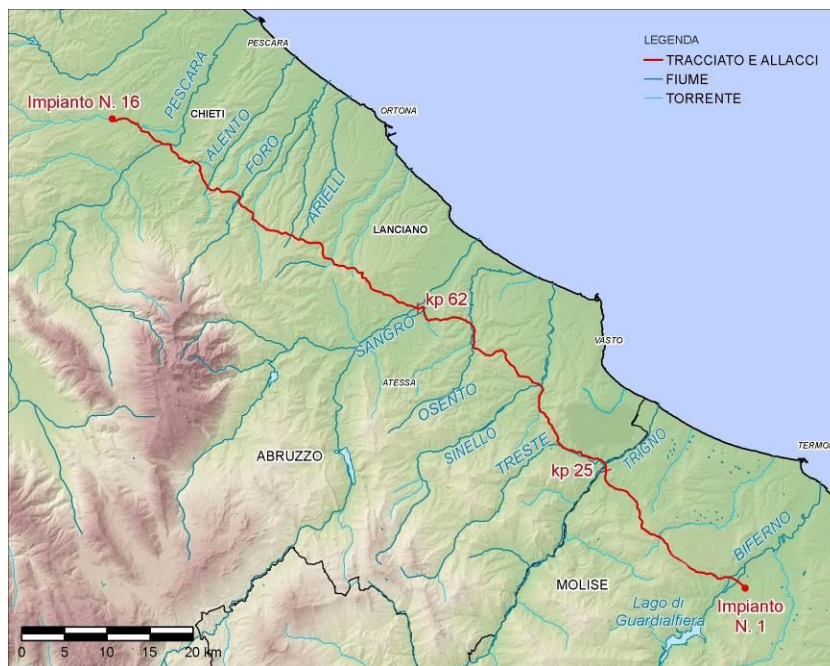 PESCARA
LEGENDA
TRACCIATO E ALLACCI
FIUME
TORRENTE
Impianto N. 16
PESCARA
CHIETI
ORTONA
ALENTO
FORO
ARIELLI
LANCIANO
kp 62
SANGRO
VASTO
ATESSA
OSENTO
SINELLO
TRESTE
ABRUZZO
TRIGNO
TERMO
kp 25
BIFERNO
MOLISE
Lago di
Guardialfiera
Impianto
N. 1
0 5 10 15 20 km